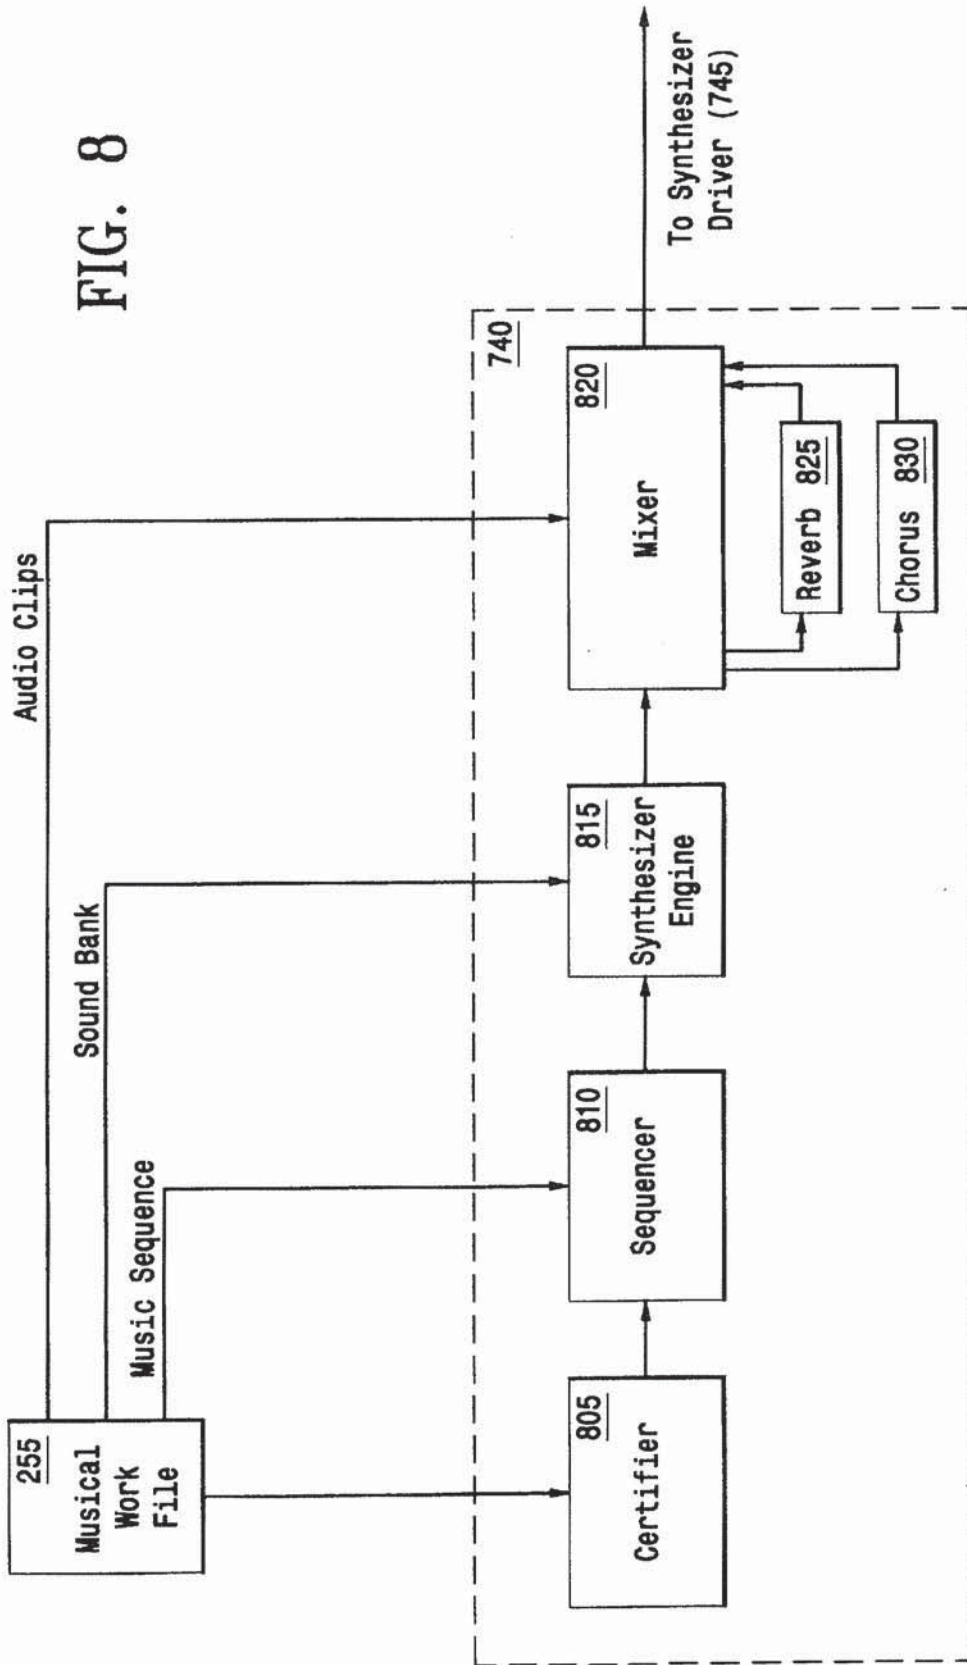 FIG. 8
Audio Clips
Sound Bank
Music Sequence
255
Musical
Work
File
740
805
Certifier
810
Sequencer
815
Synthesizer
Engine
820
Mixer
Reverb 825
Chorus 830
To Synthesizer
Driver (745)